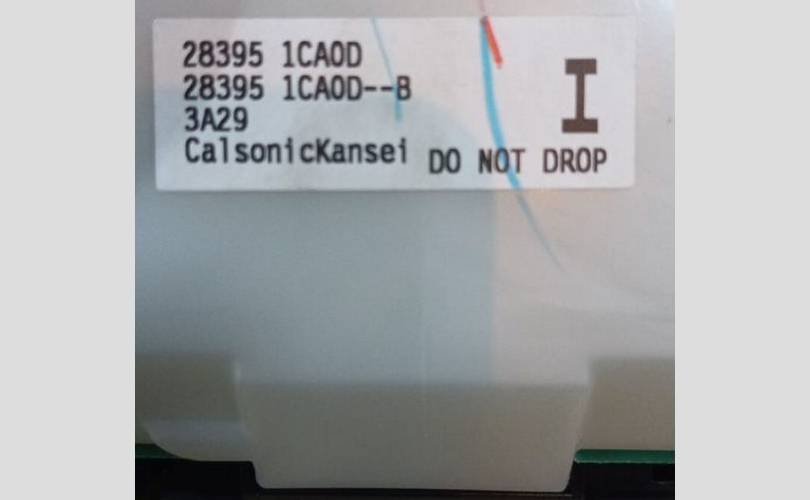 28395 1CA0D
28395 1CA0D--B
3A29
CalsonicKansei DO NOT DROP
I